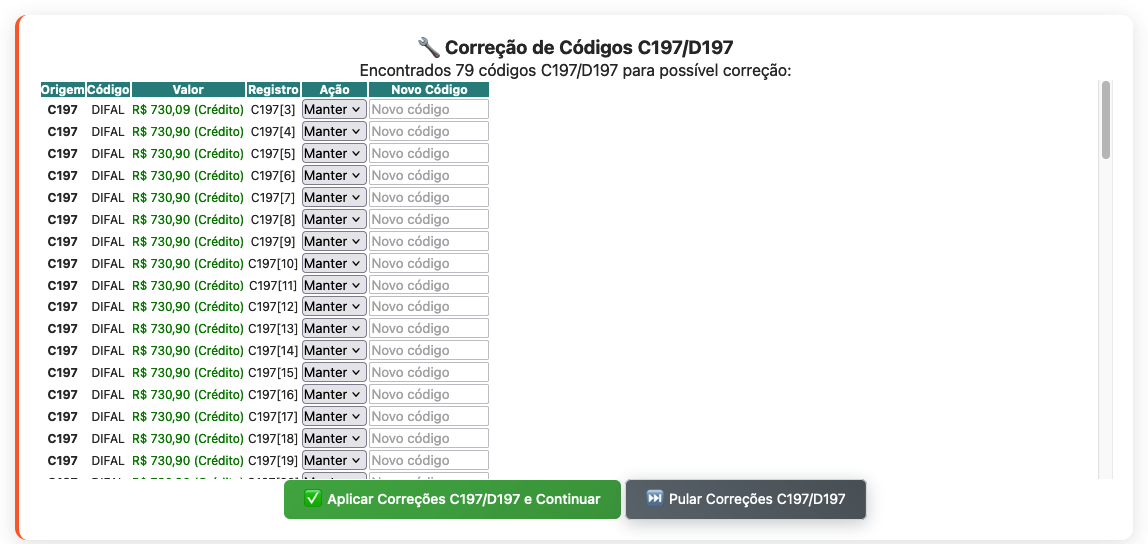 🔧 Correção de Códigos C197/D197
Encontrados 79 códigos C197/D197 para possível correção:
Origem Código Valor Registro Ação Novo Código
C197 DIFAL R$ 730,09 (Crédito) C197[3] Manter Novo código
C197 DIFAL R$ 730,90 (Crédito) C197[4] Manter Novo código
C197 DIFAL R$ 730,90 (Crédito) C197[5] Manter Novo código
C197 DIFAL R$ 730,90 (Crédito) C197[6] Manter Novo código
C197 DIFAL R$ 730,90 (Crédito) C197[7] Manter Novo código
C197 DIFAL R$ 730,90 (Crédito) C197[8] Manter Novo código
C197 DIFAL R$ 730,90 (Crédito) C197[9] Manter Novo código
C197 DIFAL R$ 730,90 (Crédito) C197[10] Manter Novo código
C197 DIFAL R$ 730,90 (Crédito) C197[11] Manter Novo código
C197 DIFAL R$ 730,90 (Crédito) C197[12] Manter Novo código
C197 DIFAL R$ 730,90 (Crédito) C197[13] Manter Novo código
C197 DIFAL R$ 730,90 (Crédito) C197[14] Manter Novo código
C197 DIFAL R$ 730,90 (Crédito) C197[15] Manter Novo código
C197 DIFAL R$ 730,90 (Crédito) C197[16] Manter Novo código
C197 DIFAL R$ 730,90 (Crédito) C197[17] Manter Novo código
C197 DIFAL R$ 730,90 (Crédito) C197[18] Manter Novo código
C197 DIFAL R$ 730,90 (Crédito) C197[19] Manter Novo código
✅ Aplicar Correções C197/D197 e Continuar
⏭️ Pular Correções C197/D197